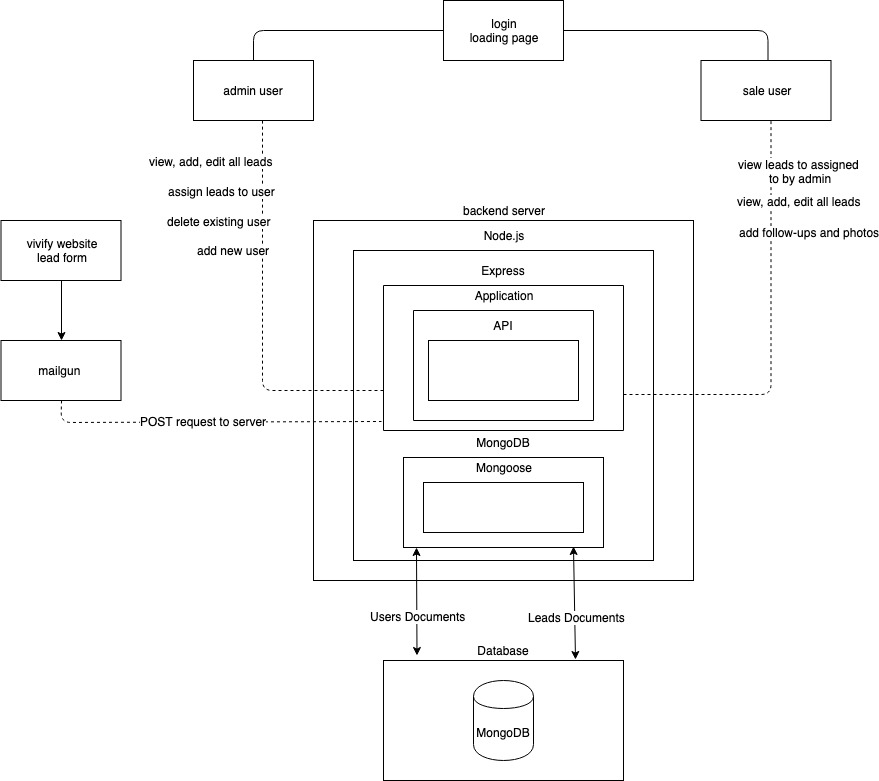 login
loading page
admin user
sale user
view, add, edit all leads
assign leads to user
delete existing user
add new user
view leads to assigned
to by admin
view, add, edit all leads
add follow-ups and photos
vivify website
lead form
mailgun
POST request to server
backend server
Node.js
Express
Application
API
MongoDB
Mongoose
Users Documents
Leads Documents
Database
MongoDB